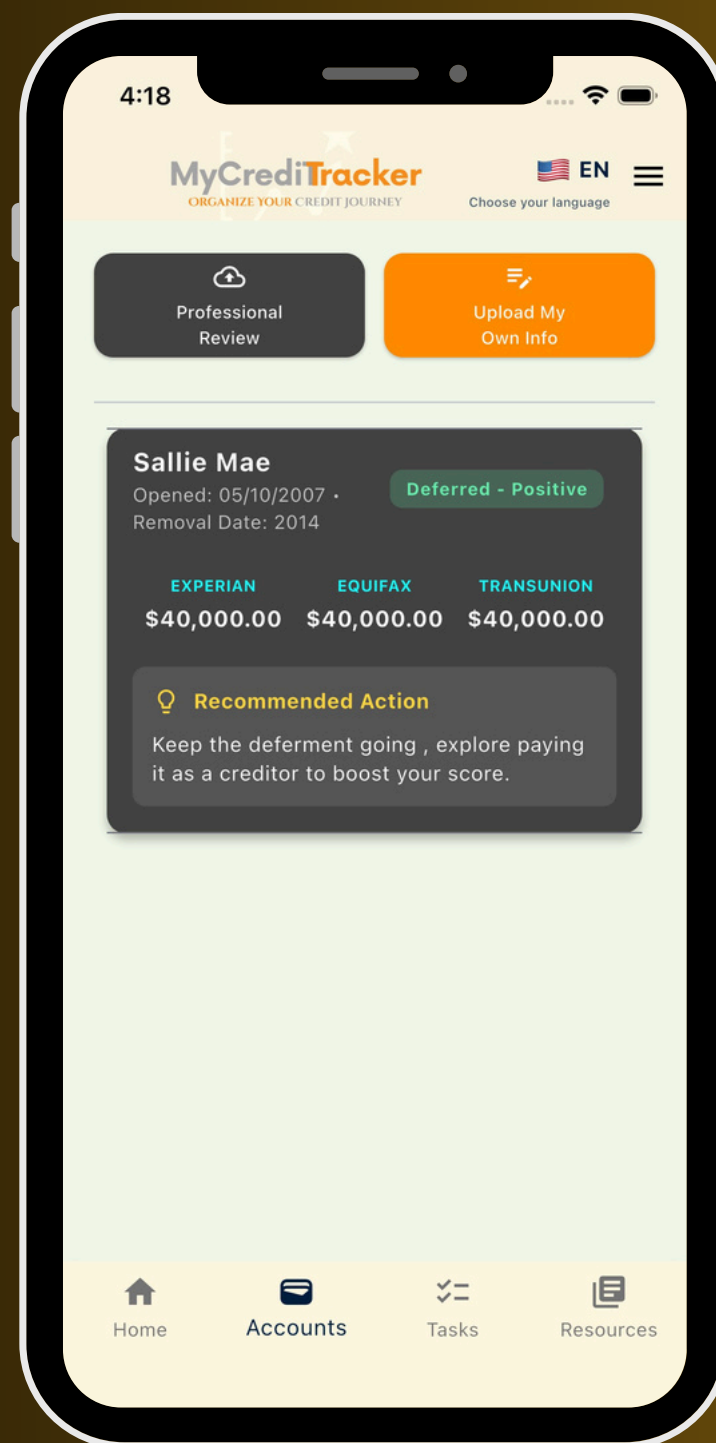 4:18
MyCrediTracker
ORGANIZE YOUR CREDIT JOURNEY
EN
Choose your language
Professional
Review
Upload My
Own Info
Sallie Mae
Opened: 05/10/2007 •
Removal Date: 2014
Deferred - Positive
EXPERIAN EQUIFAX TRANSUNION
$40,000.00 $40,000.00 $40,000.00
Recommended Action
Keep the deferment going , explore paying
it as a creditor to boost your score.
Home Accounts Tasks Resources